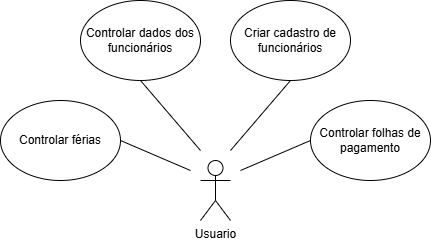 Controlar dados dos
funcionários
Criar cadastro de
funcionários
Controlar férias
Controlar folhas de
pagamento
Usuario